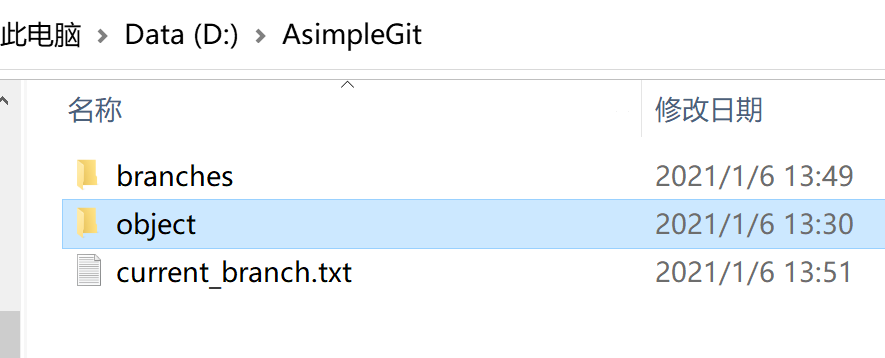 此电脑 > Data (D:) > AsimpleGit
名称 修改日期
branches 2021/1/6 13:49
object 2021/1/6 13:30
current_branch.txt 2021/1/6 13:51